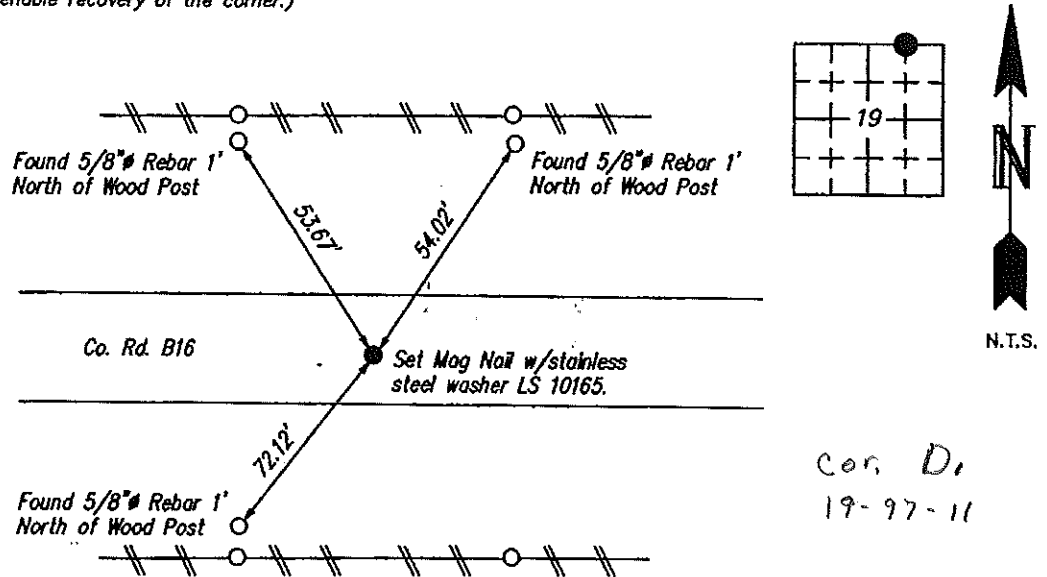 enable recovery of the corner.)
19
N
N.T.S.
Found 5/8"ø Rebar 1'
North of Wood Post
Found 5/8"ø Rebar 1'
North of Wood Post
53.67'
54.02'
Co. Rd. B16
Set Mag Nail w/stainless
steel washer LS 10165.
72.12'
Found 5/8"ø Rebar 1'
North of Wood Post
Cor. D.
19-97-11